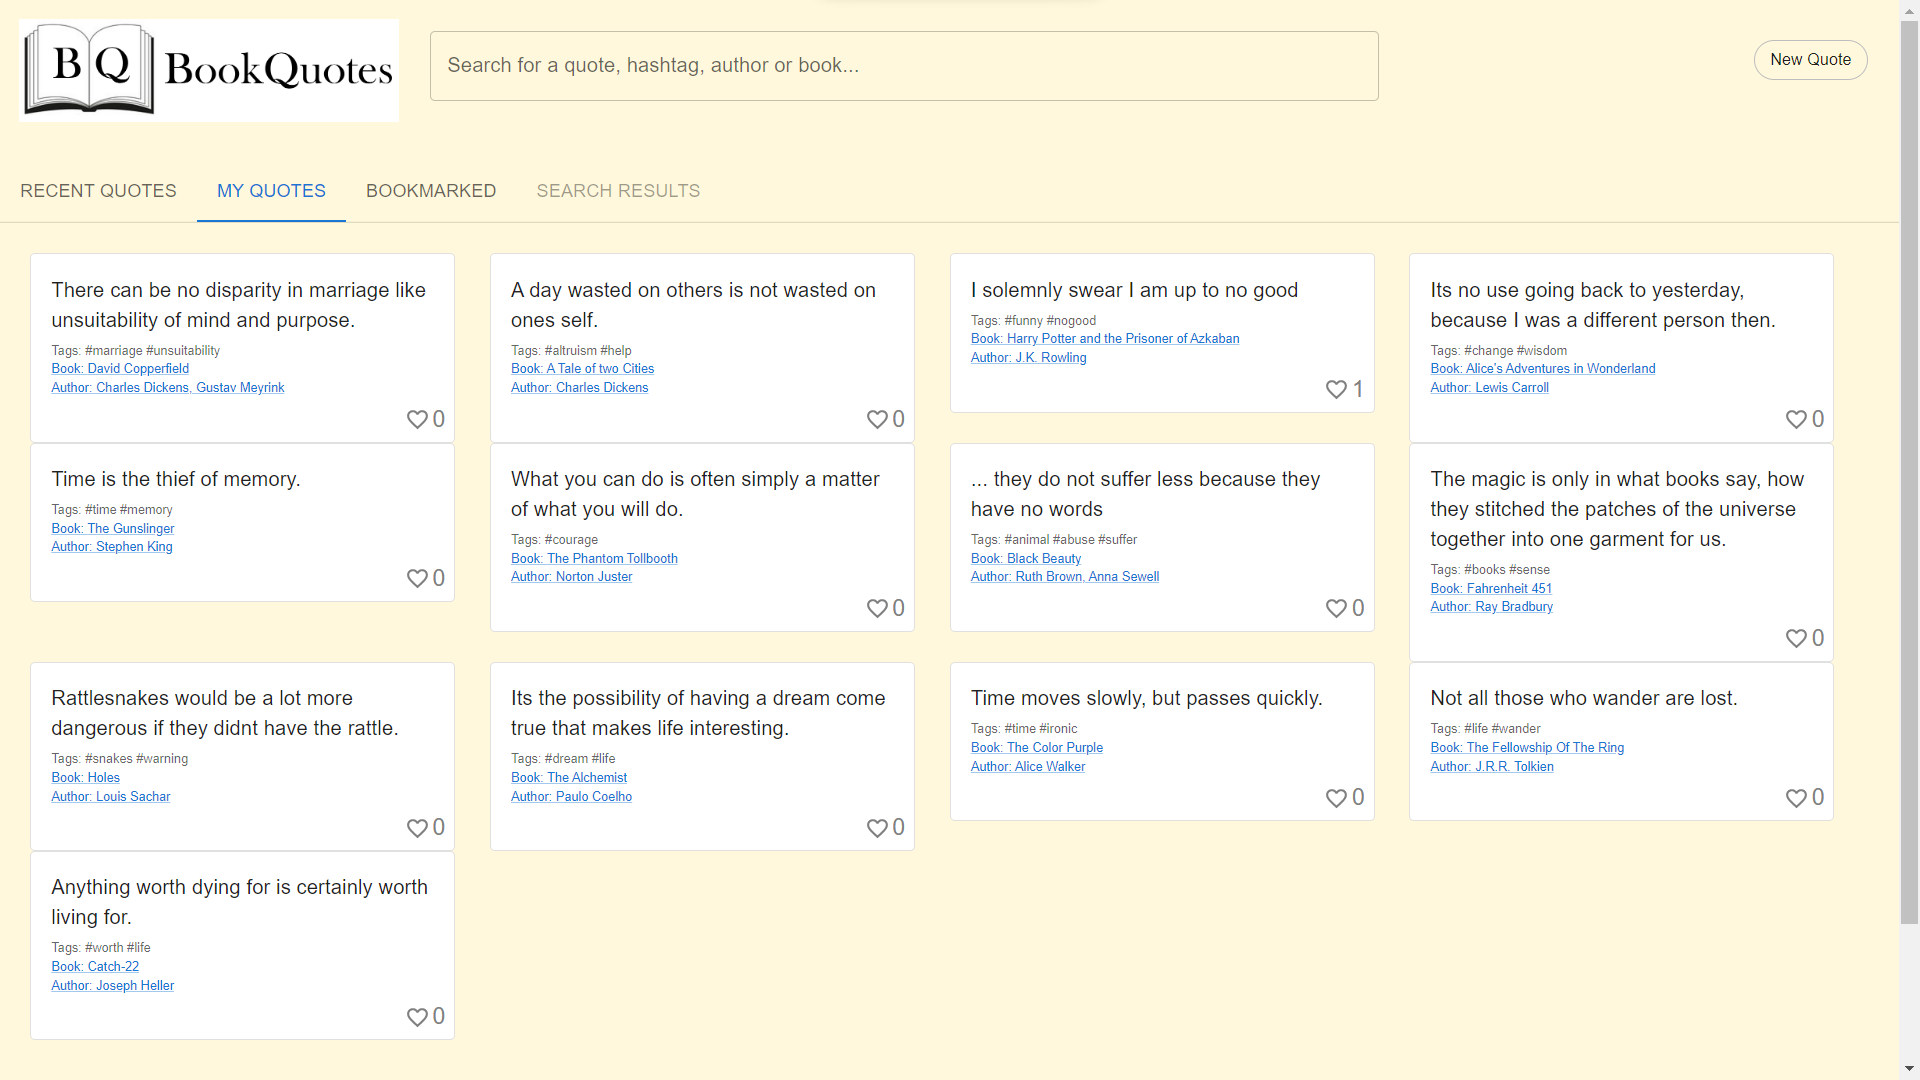 BQ BookQuotes
Search for a quote, hashtag, author or book...
New Quote
RECENT QUOTES
MY QUOTES
BOOKMARKED
SEARCH RESULTS
There can be no disparity in marriage like
unsuitability of mind and purpose.
Tags: #marriage #unsuitability
Book: David Copperfield
Author: Charles Dickens, Gustav Meyrink
0
A day wasted on others is not wasted on
ones self.
Tags: #altruism #help
Book: A Tale of two Cities
Author: Charles Dickens
0
I solemnly swear I am up to no good
Tags: #funny #nogood
Book: Harry Potter and the Prisoner of Azkaban
Author: J.K. Rowling
1
Its no use going back to yesterday,
because I was a different person then.
Tags: #change #wisdom
Book: Alice's Adventures in Wonderland
Author: Lewis Carroll
0
Time is the thief of memory.
Tags: #time #memory
Book: The Gunslinger
Author: Stephen King
0
What you can do is often simply a matter
of what you will do.
Tags: #courage
Book: The Phantom Tollbooth
Author: Norton Juster
0
... they do not suffer less because they
have no words
Tags: #animal #abuse #suffer
Book: Black Beauty
Author: Ruth Brown, Anna Sewell
0
The magic is only in what books say, how
they stitched the patches of the universe
together into one garment for us.
Tags: #books #sense
Book: Fahrenheit 451
Author: Ray Bradbury
0
Rattlesnakes would be a lot more
dangerous if they didnt have the rattle.
Tags: #snakes #warning
Book: Holes
Author: Louis Sachar
0
Its the possibility of having a dream come
true that makes life interesting.
Tags: #dream #life
Book: The Alchemist
Author: Paulo Coelho
0
Time moves slowly, but passes quickly.
Tags: #time #ironic
Book: The Color Purple
Author: Alice Walker
0
Not all those who wander are lost.
Tags: #life #wander
Book: The Fellowship Of The Ring
Author: J.R.R. Tolkien
0
Anything worth dying for is certainly worth
living for.
Tags: #worth #life
Book: Catch-22
Author: Joseph Heller
0